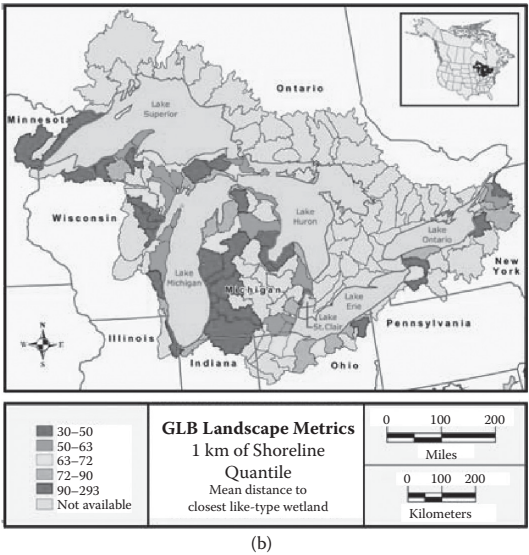 Ontario
Lake
Superior
Minnesota
Wisconsin
Lake
Huron
Lake
Ontario
Lake
Michigan
Michigan
New
York
Lake
Erie
Lake
St.Clair
Pennsylvania
Illinois
Indiana
Ohio
N
W E
S
30–50
50–63
63–72
72–90
90–293
Not available
GLB Landscape Metrics
1 km of Shoreline
Quantile
Mean distance to
closest like-type wetland
0 100 200
Miles
0 100 200
Kilometers
(b)